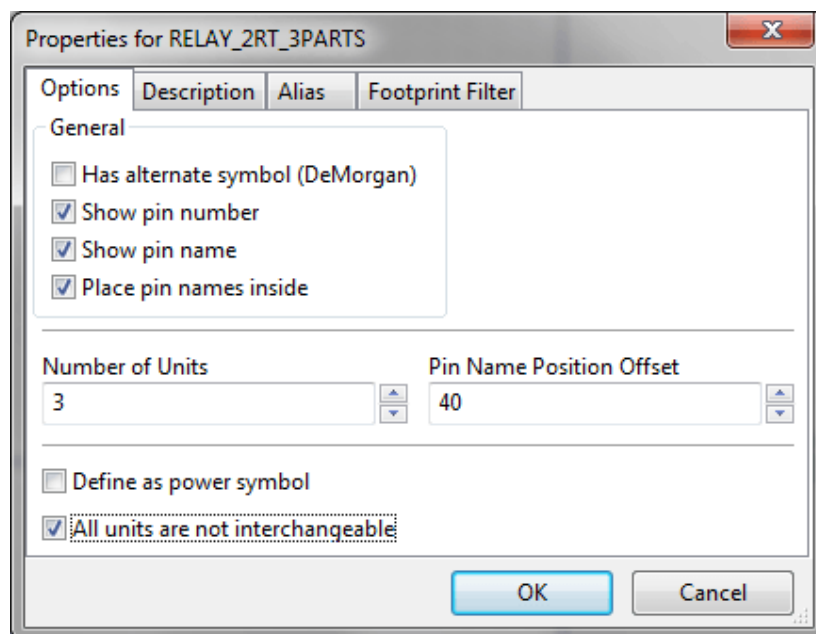 Properties for RELAY_2RT_3PARTS
Options Description Alias Footprint Filter
General
Has alternate symbol (DeMorgan)
Show pin number
Show pin name
Place pin names inside
Number of Units Pin Name Position Offset
3 40
Define as power symbol
All units are not interchangeable
OK Cancel